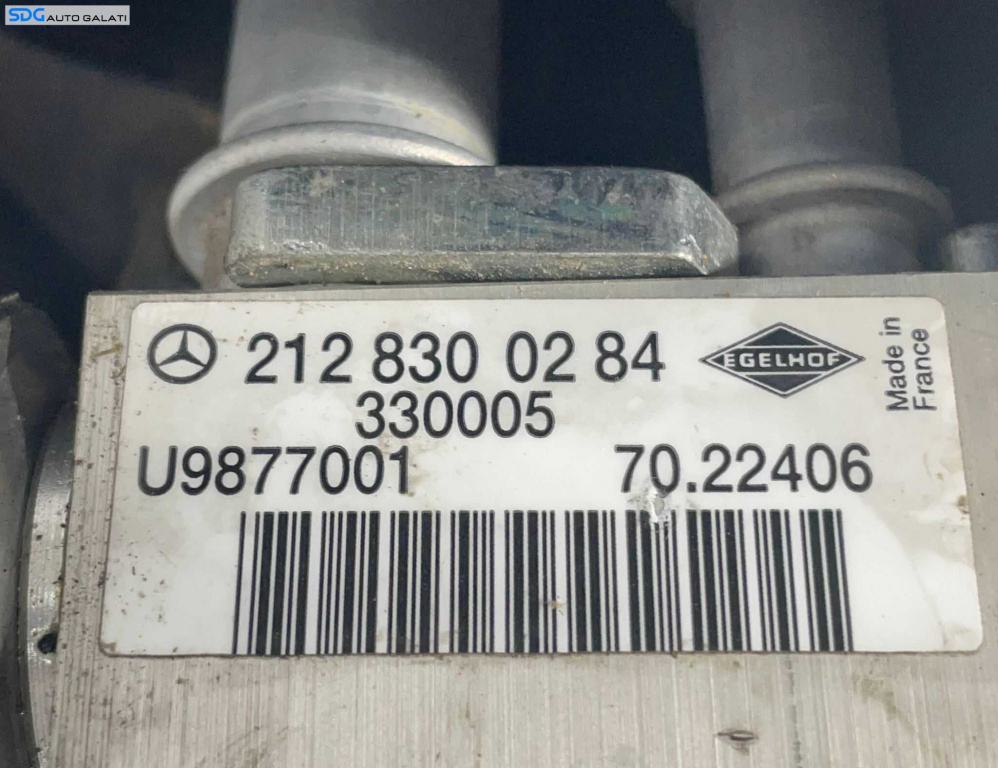 SDG AUTO GALATI
212 830 02 84
EGELHOF
Made in
France
330005
U9877001
70.22406